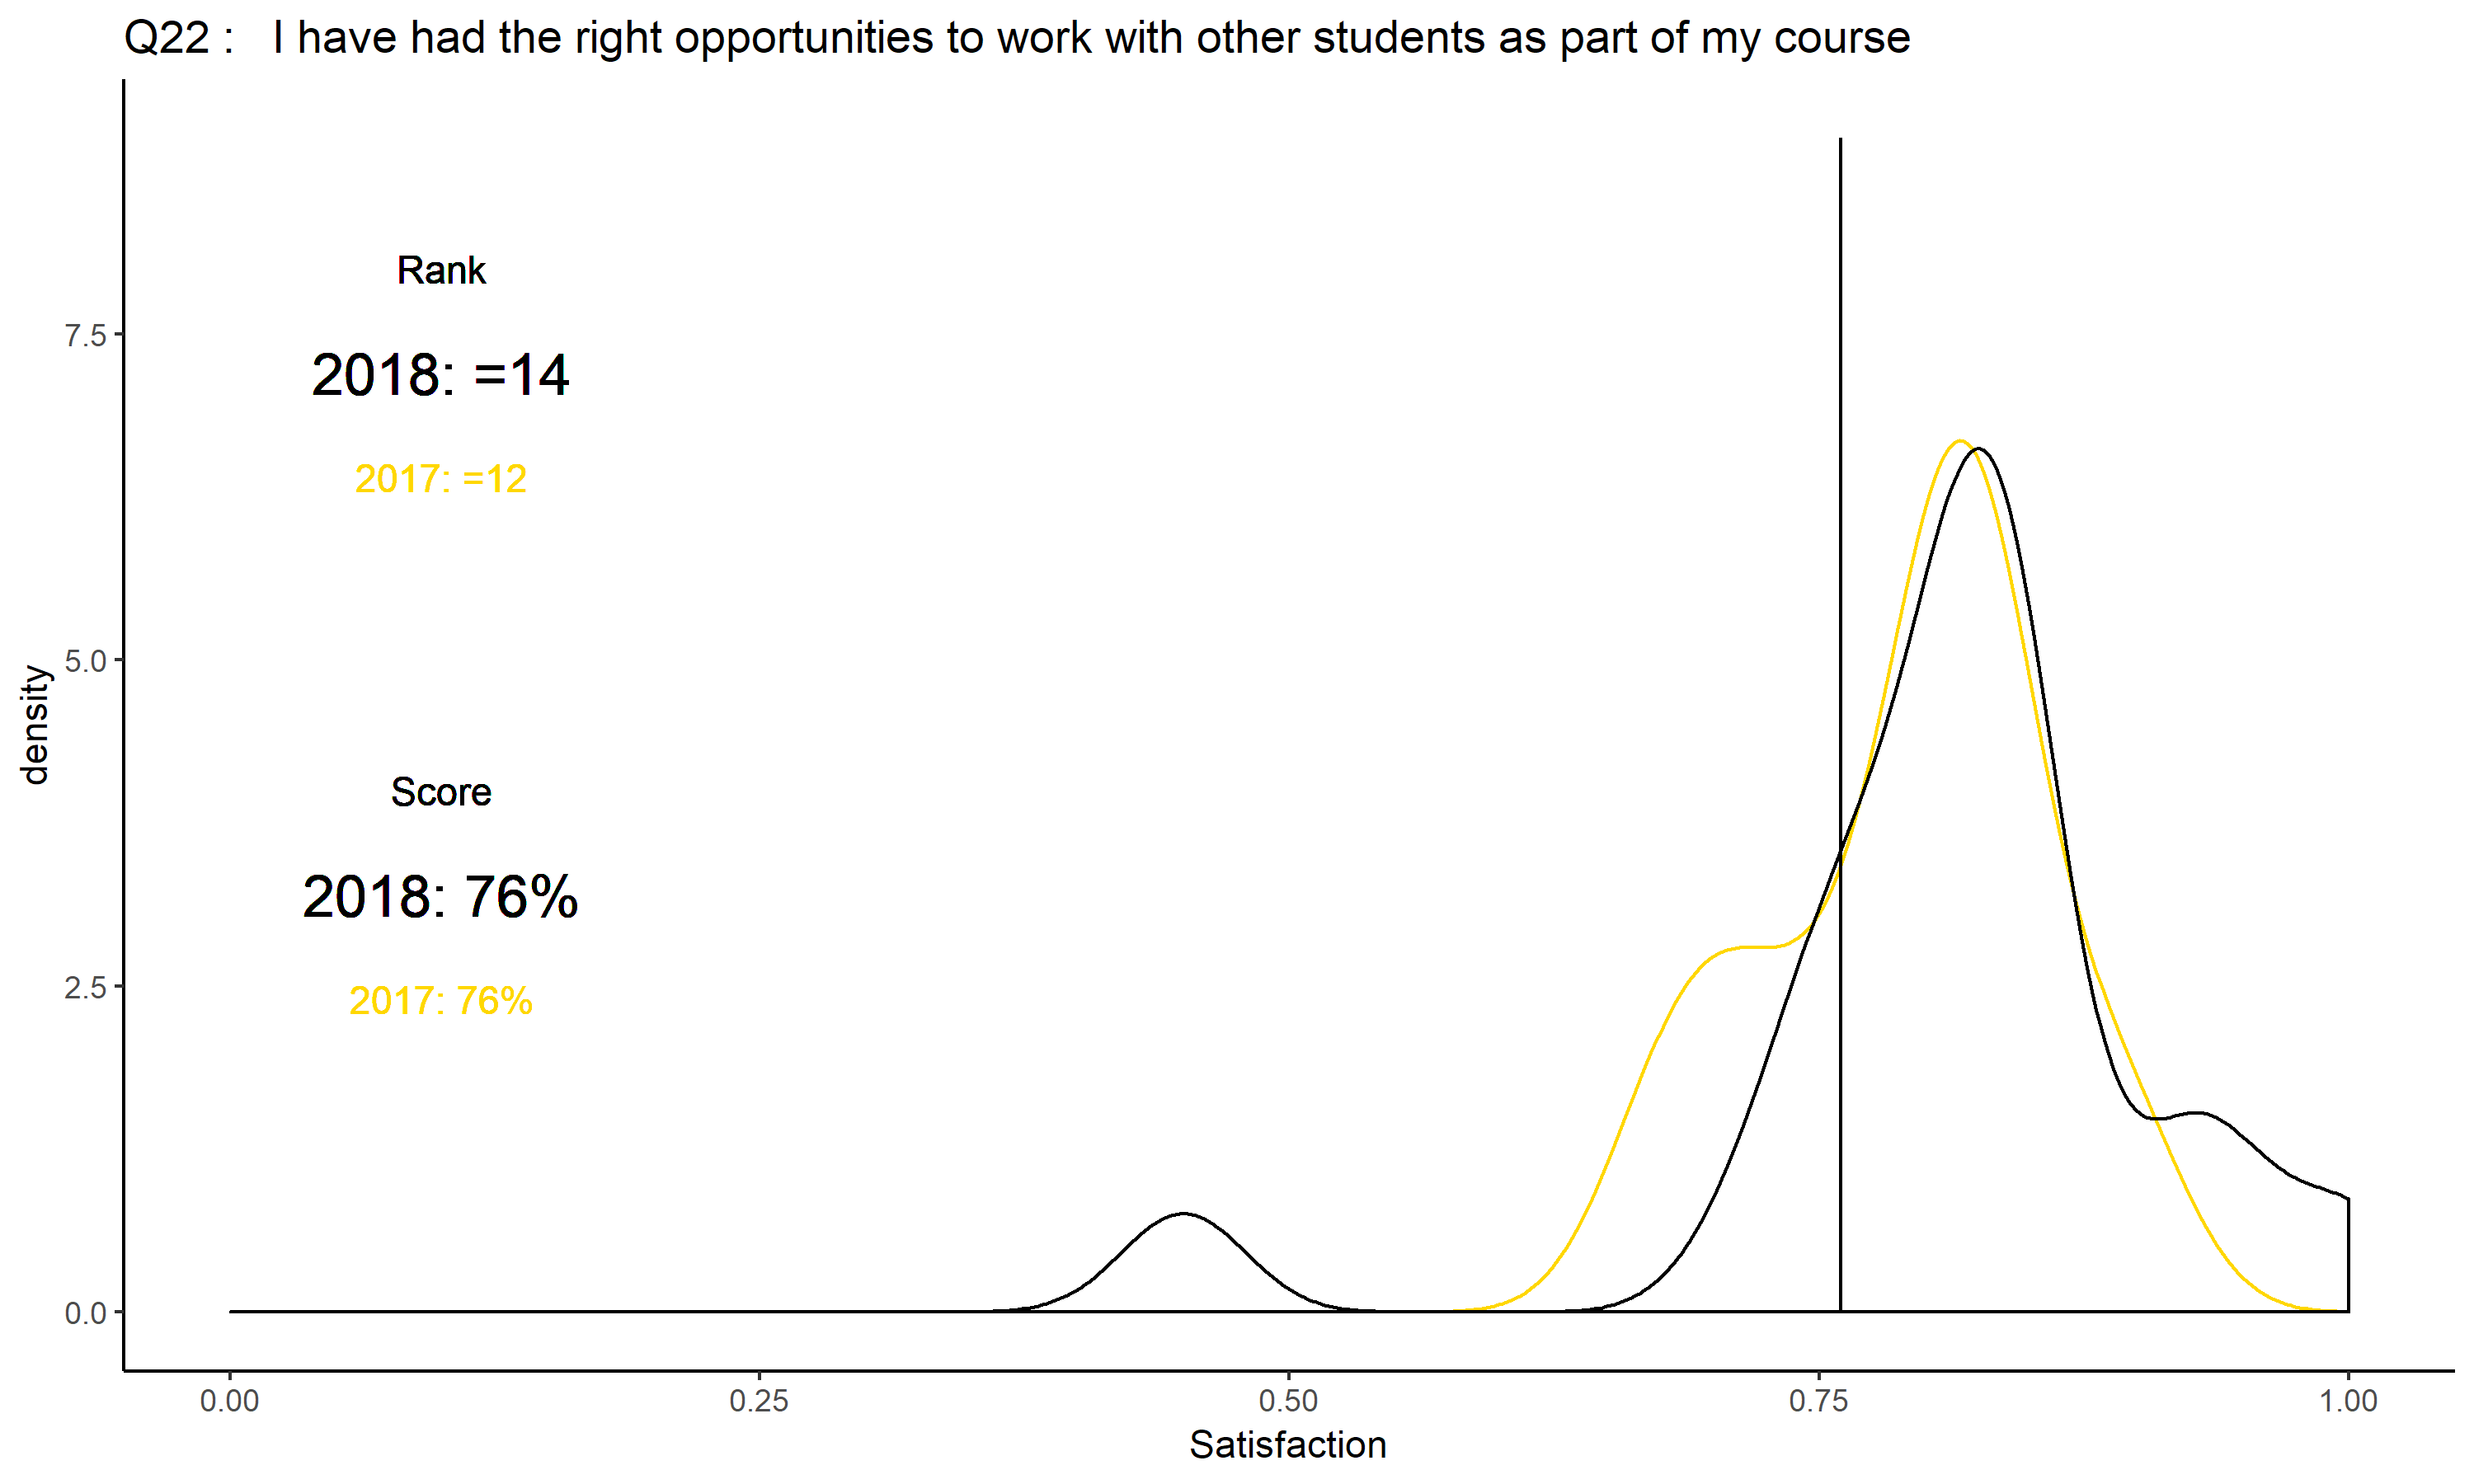 Q22 :   I have had the right opportunities to work with other students as part of my course
Rank
2018: =14
2017: =12
Score
2018: 76%
2017: 76%
density
7.5
5.0
2.5
0.0
0.00 0.25 0.50 0.75 1.00
Satisfaction